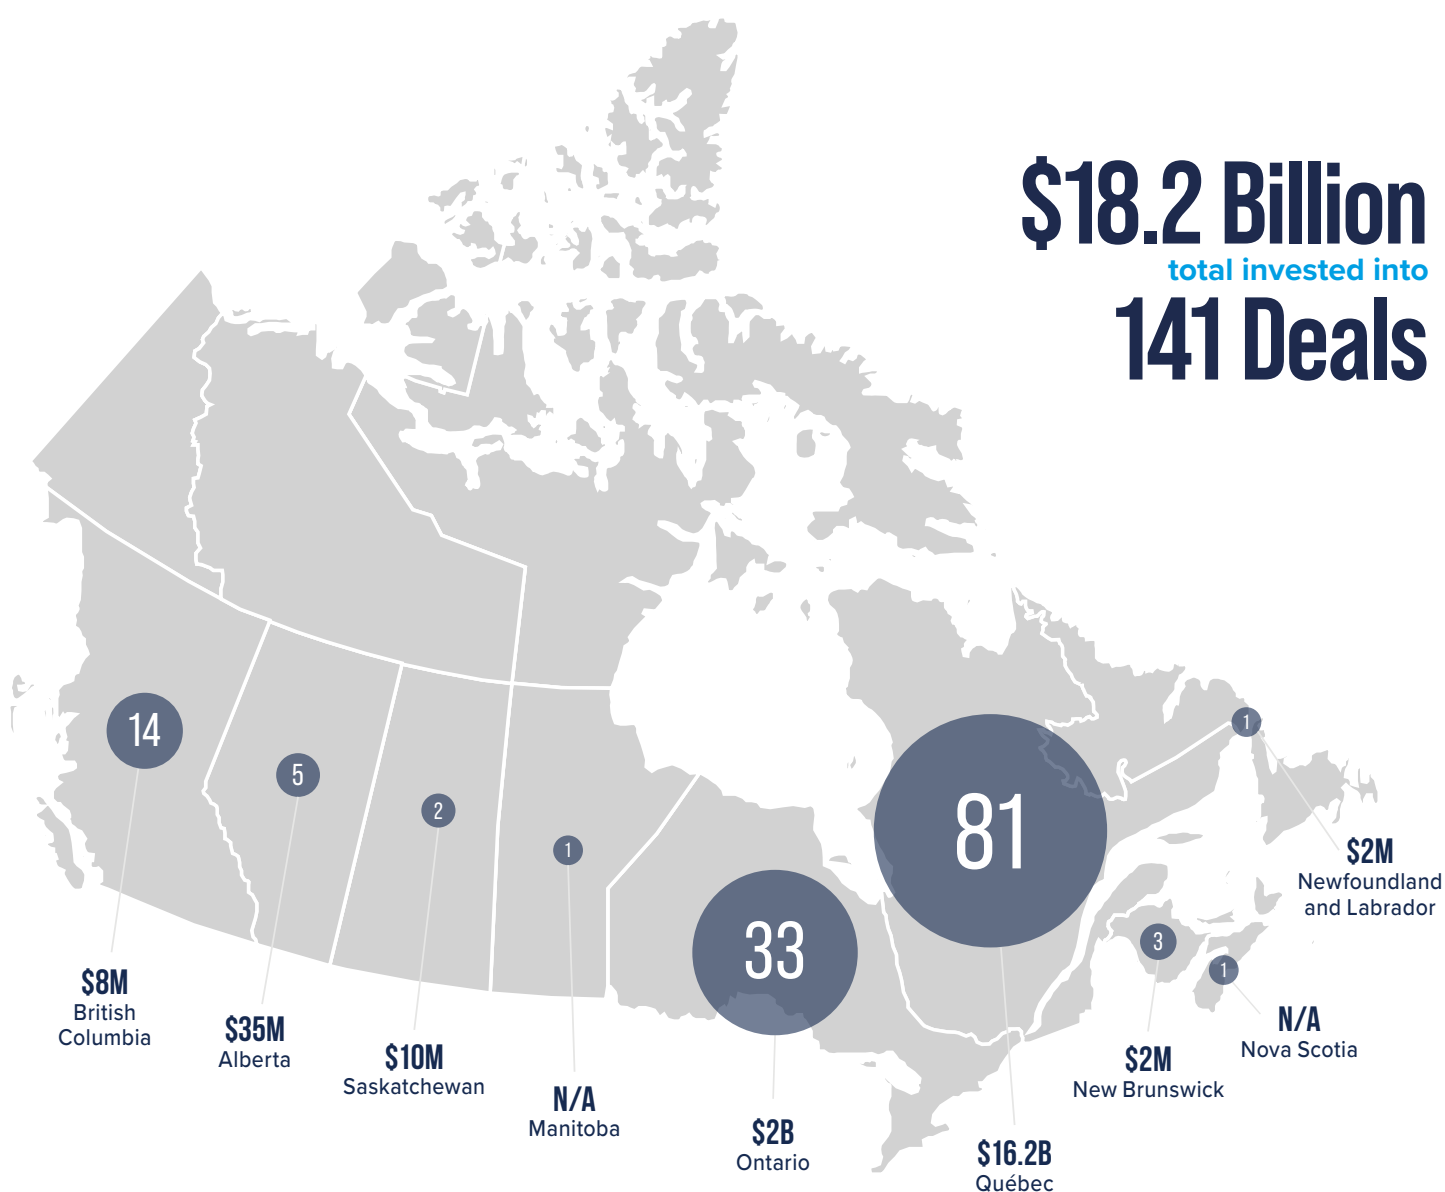 $18.2 Billion
total invested into
141 Deals
14
5
2
1
33
81
1
3
1
$8M
British
Columbia
$35M
Alberta
$10M
Saskatchewan
N/A
Manitoba
$2B
Ontario
$16.2B
Québec
$2M
New Brunswick
N/A
Nova Scotia
$2M
Newfoundland
and Labrador